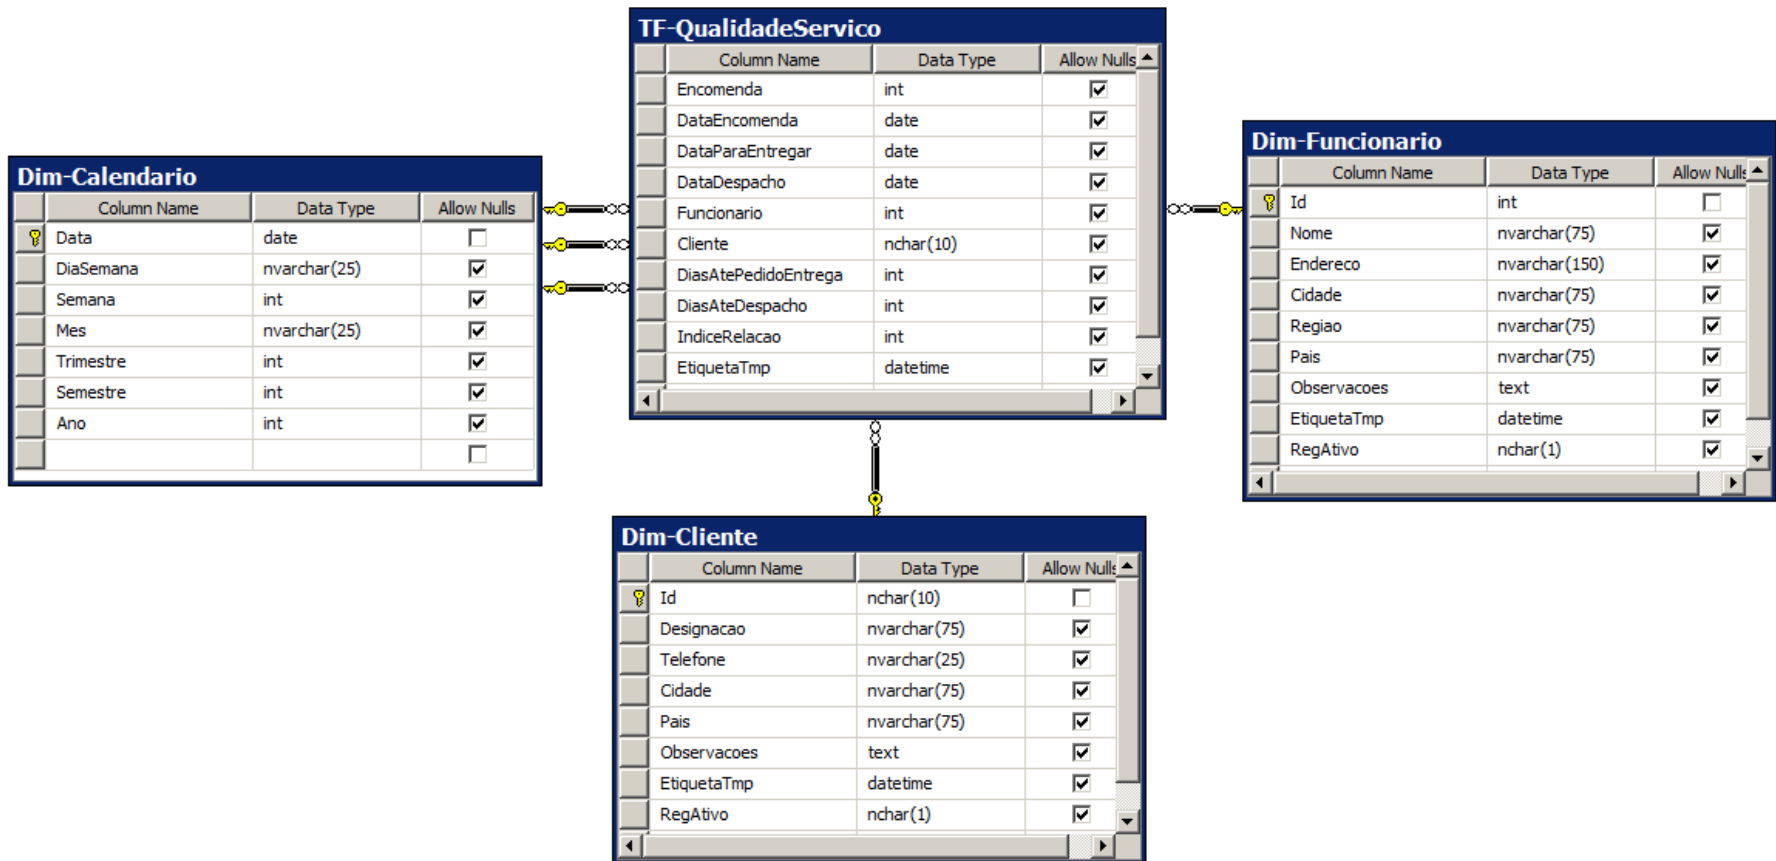 TF-QualidadeServico
Column Name Data Type Allow Nulls
Encomenda int
DataEncomenda date
DataParaEntregar date
DataDespacho date
Funcionario int
Cliente nchar(10)
DiasAtePedidoEntrega int
DiasAteDespacho int
IndiceRelacao int
EtiquetaTmp datetime
Dim-Calendario
Column Name Data Type Allow Nulls
Data date
DiaSemana nvarchar(25)
Semana int
Mes nvarchar(25)
Trimestre int
Semestre int
Ano int
Dim-Funcionario
Column Name Data Type Allow Nulls
Id int
Nome nvarchar(75)
Endereco nvarchar(150)
Cidade nvarchar(75)
Regiao nvarchar(75)
Pais nvarchar(75)
Observacoes text
EtiquetaTmp datetime
RegAtivo nchar(1)
Dim-Cliente
Column Name Data Type Allow Nulls
Id nchar(10)
Designacao nvarchar(75)
Telefone nvarchar(25)
Cidade nvarchar(75)
Pais nvarchar(75)
Observacoes text
EtiquetaTmp datetime
RegAtivo nchar(1)